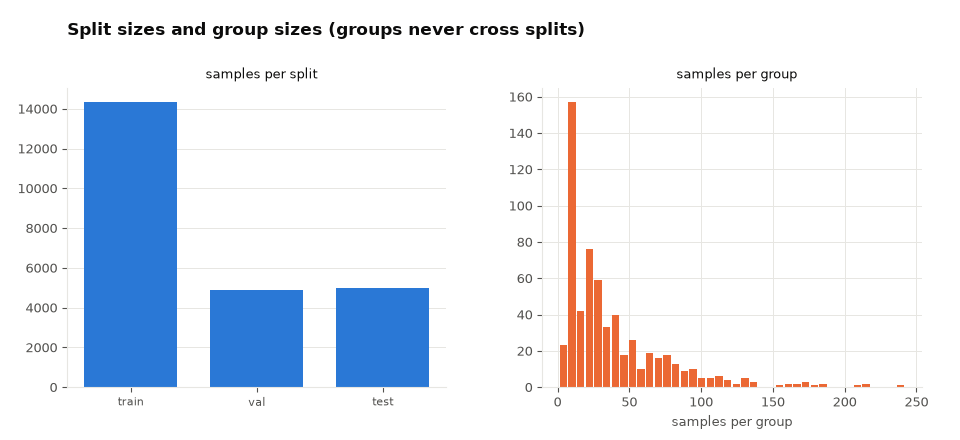 Split sizes and group sizes (groups never cross splits)
samples per split
14000
12000
10000
8000
6000
4000
2000
0
train val test
samples per group
160
140
120
100
80
60
40
20
0
0 50 100 150 200 250
samples per group